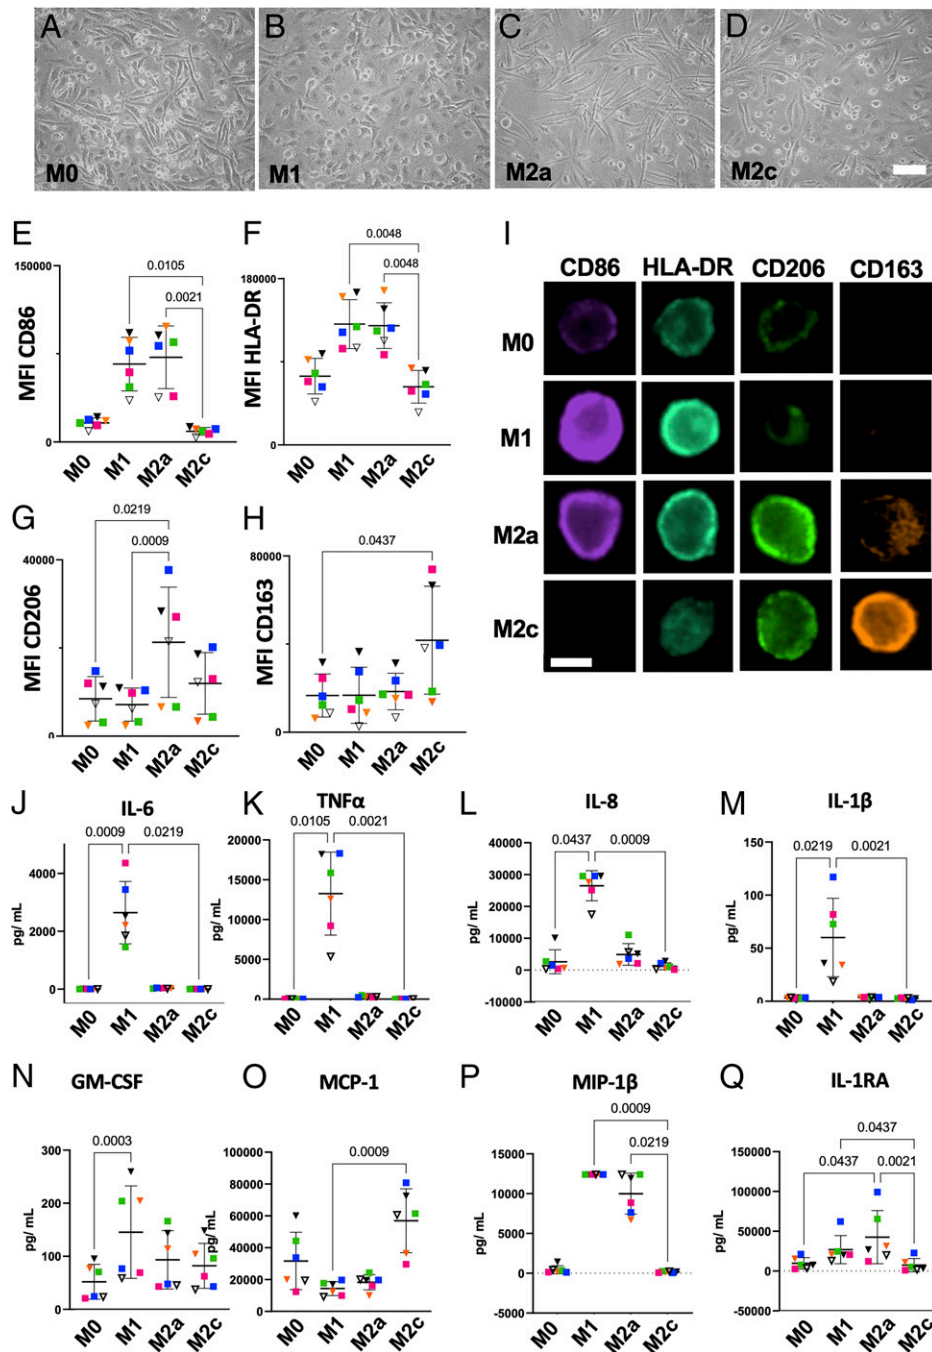 A
B
C
D
M0
M1
M2a
M2c
E
F
I
0.0105
0.0021
150000
0
MFI CD86
M0
M1
M2a
M2c
0.0048
0.0048
180000
0
MFI HLA-DR
M0
M1
M2a
M2c
CD86
HLA-DR
CD206
CD163
M0
M1
M2a
M2c
G
H
0.0219
0.0009
40000
0
MFI CD206
M0
M1
M2a
M2c
0.0437
80000
0
MFI CD163
M0
M1
M2a
M2c
J
IL-6
0.0009
0.0219
4000
2000
0
pg/ mL
M0
M1
M2a
M2c
K
TNFα
0.0105
0.0021
20000
15000
10000
5000
0
pg/ mL
M0
M1
M2a
M2c
L
IL-8
0.0437
0.0009
40000
30000
20000
10000
0
-10000
pg/ mL
M0
M1
M2a
M2c
M
IL-1β
0.0219
0.0021
150
100
50
0
pg/ mL
M0
M1
M2a
M2c
N
GM-CSF
0.0003
300
200
100
0
pg/ mL
M0
M1
M2a
M2c
O
MCP-1
0.0009
100000
80000
60000
40000
20000
0
pg/ mL
M0
M1
M2a
M2c
P
MIP-1β
0.0009
0.0219
15000
10000
5000
0
-5000
pg/ mL
M0
M1
M2a
M2c
Q
IL-1RA
0.0437
0.0437
0.0021
150000
100000
50000
0
-50000
pg/ mL
M0
M1
M2a
M2c